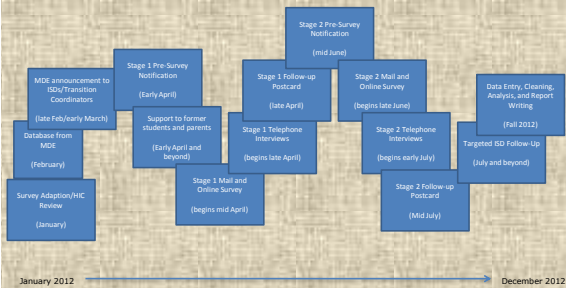 Survey Adaption/HIC
Review
(January)
Database from
MDE
(February)
MDE announcement to
ISDs/Transition
Coordinators
(late Feb/early March)
Stage 1 Pre-Survey
Notification
(Early April)
Support to former
students and parents
(Early April and
beyond)
Stage 1 Mail and
Online Survey
(begins mid April)
Stage 1 Telephone
Interviews
(begins late April)
Stage 1 Follow-up
Postcard
(late April)
Stage 2 Pre-Survey
Notification
(mid June)
Stage 2 Mail and
Online Survey
(begins late June)
Stage 2 Telephone
Interviews
(begins early July)
Stage 2 Follow-up
Postcard
(Mid July)
Targeted ISD Follow-Up
(July and beyond)
Data Entry, Cleaning,
Analysis, and Report
Writing
(Fall 2012)
January 2012
December 2012